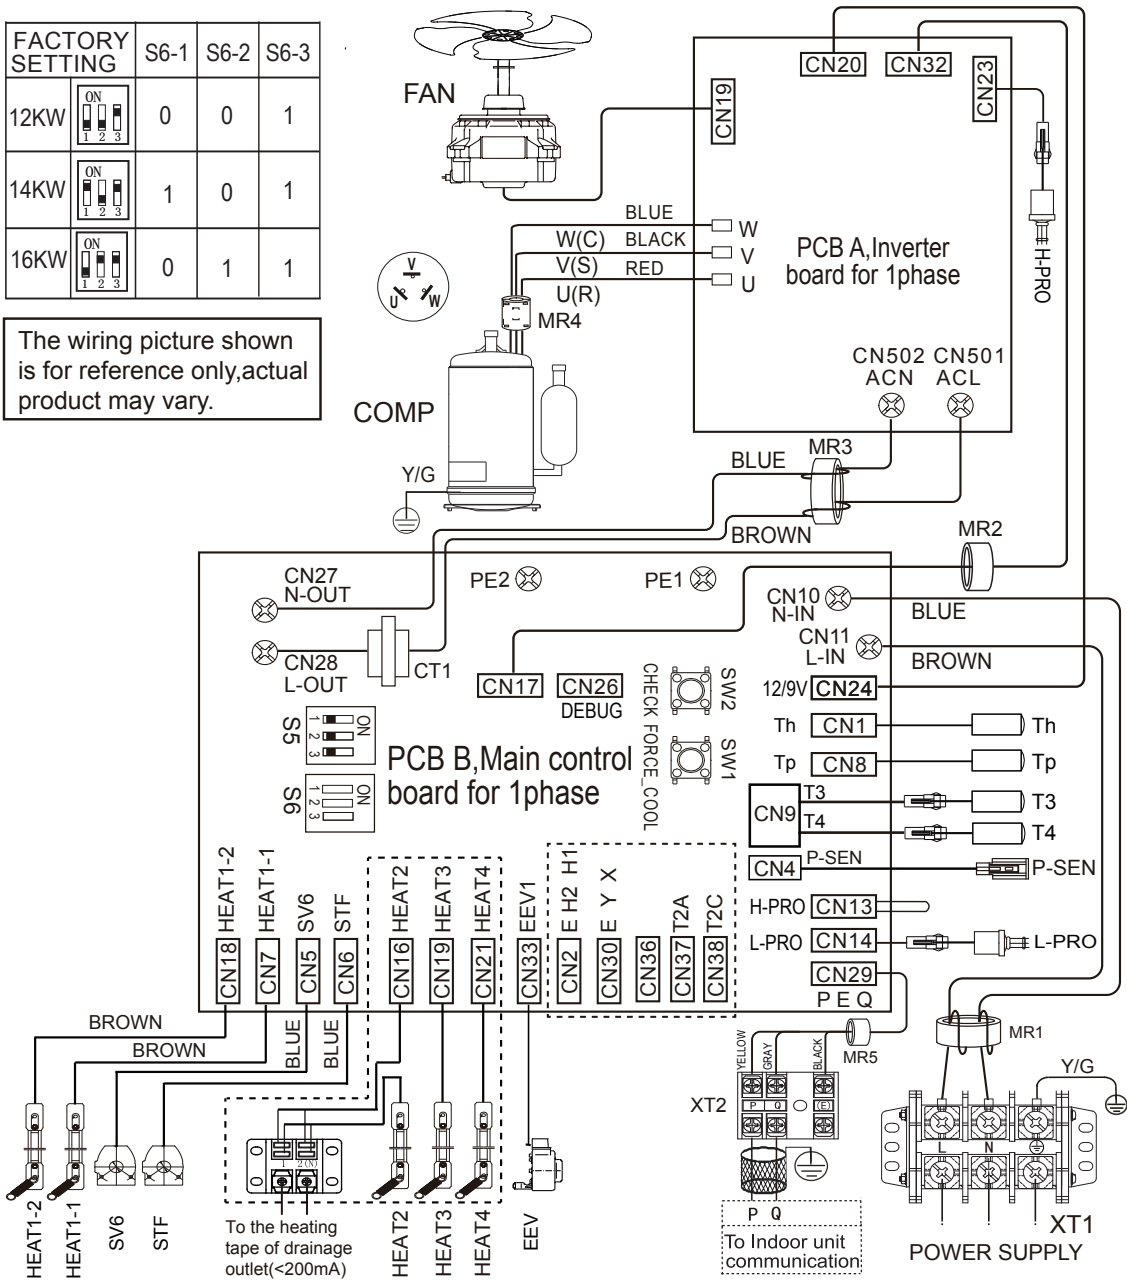 FACTORY SETTING S6-1 S6-2 S6-3
12KW ON 1 2 3 0 0 1
14KW ON 1 2 3 1 0 1
16KW ON 1 2 3 0 1 1
The wiring picture shown
is for reference only,actual
product may vary.
FAN
CN19
CN20
CN32
CN23
H-PRO
BLUE
W(C)
BLACK
V(S)
RED
U(R)
W
V
U
PCB A,Inverter
board for 1phase
V
U
W
MR4
COMP
Y/G
CN502 CN501
ACN ACL
MR3
BLUE
BROWN
MR2
CN27
N-OUT
PE2
PE1
CN10
N-IN
BLUE
CN11
L-IN
BROWN
CN28
L-OUT
CT1
CN17
CN26
DEBUG
CHECK FORCE_COOL
SW2
SW1
12/9V CN24
Th CN1 Th
Tp CN8 Tp
CN9 T3 T3
T4 T4
CN4 P-SEN P-SEN
H-PRO CN13
L-PRO CN14 L-PRO
CN29
P E Q
S5 1 2 3 ON
S6 1 2 3 ON
PCB B,Main control
board for 1phase
CN18 HEAT1-2
CN7 HEAT1-1
CN5 SV6
CN6 STF
CN16 HEAT2
CN19 HEAT3
CN21 HEAT4
CN33 EEV1
CN2 E H2 H1
CN30 E Y X
CN36
CN37 T2A
CN38 T2C
BROWN
BROWN
BLUE
BLUE
YELLOW
GRAY
BLACK
MR5
MR1
Y/G
XT2
P Q (E)
1 2(N)
L N
XT1
POWER SUPPLY
P Q
To Indoor unit
communication
HEAT1-2
HEAT1-1
SV6
STF
To the heating
tape of drainage
outlet(<200mA)
HEAT2
HEAT3
HEAT4
EEV